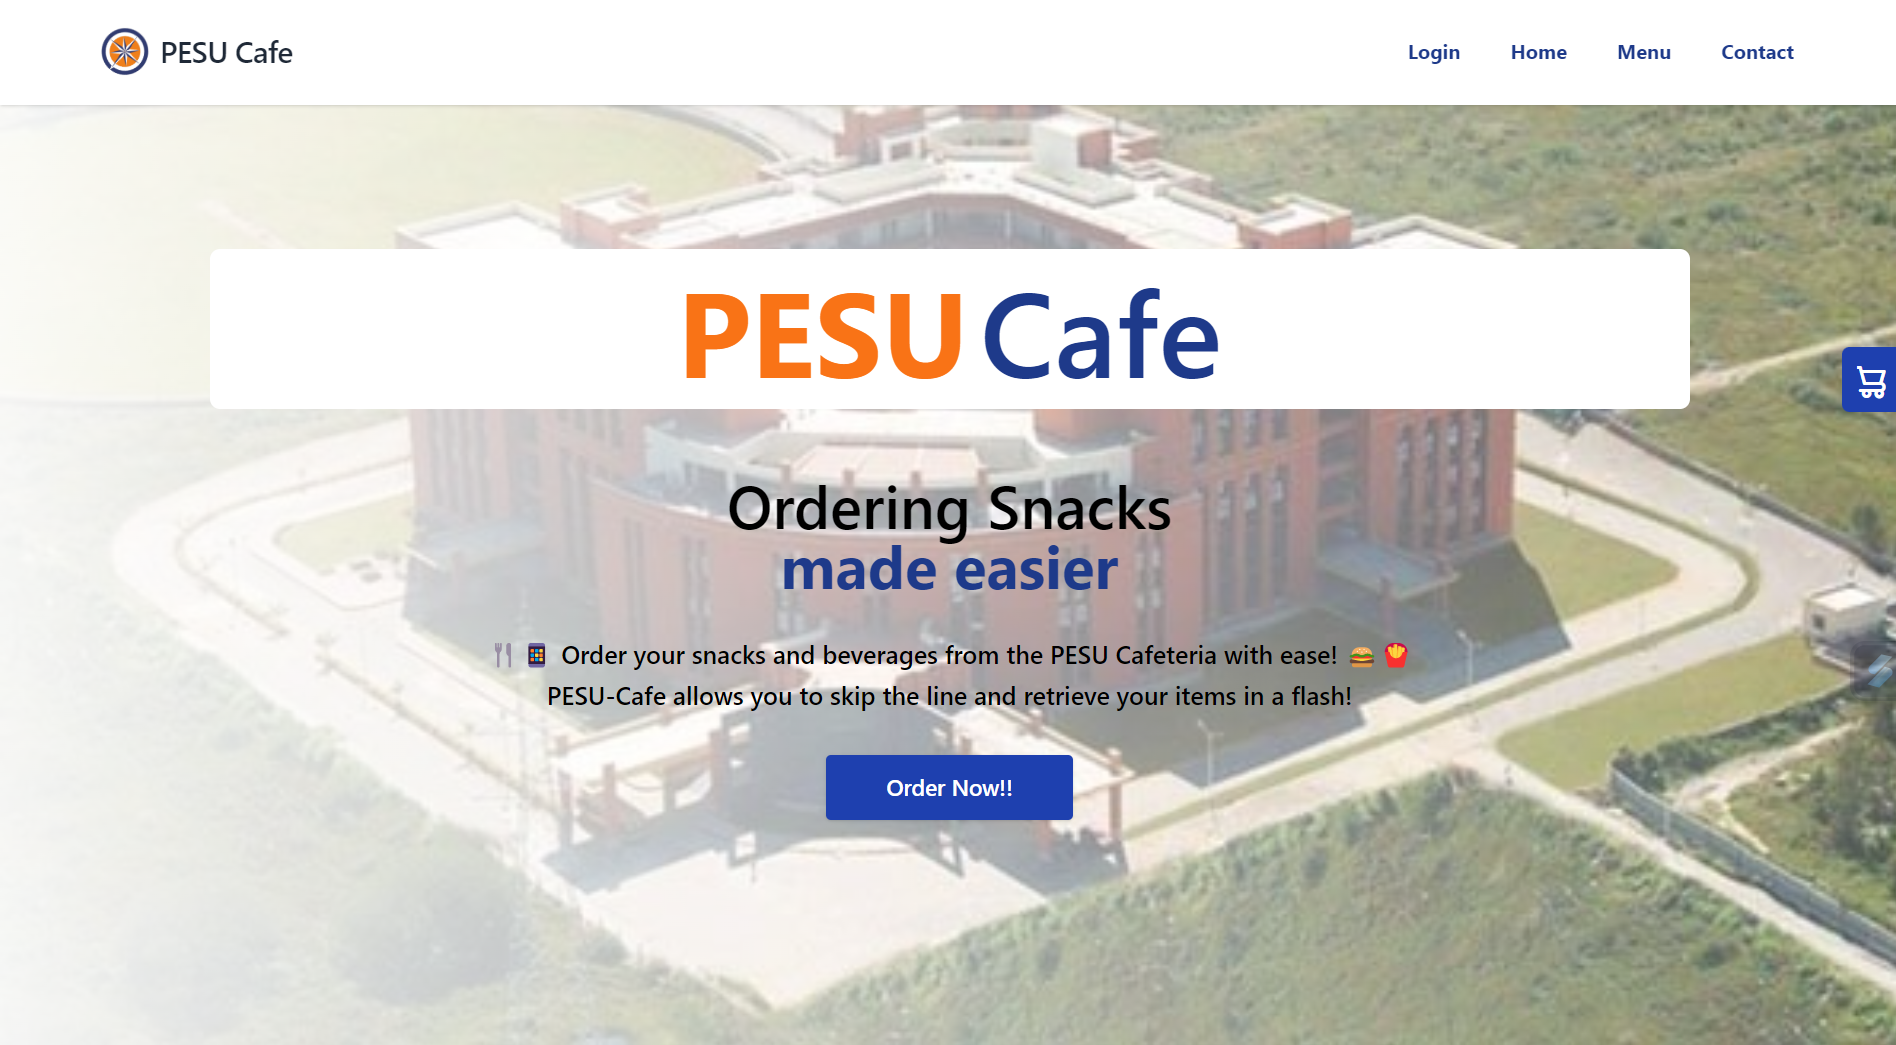 PESU Cafe
Login
Home
Menu
Contact
PESU Cafe
Ordering Snacks
made easier
🍴 📱 Order your snacks and beverages from the PESU Cafeteria with ease! 🍔 🍟
PESU-Cafe allows you to skip the line and retrieve your items in a flash!
Order Now!!